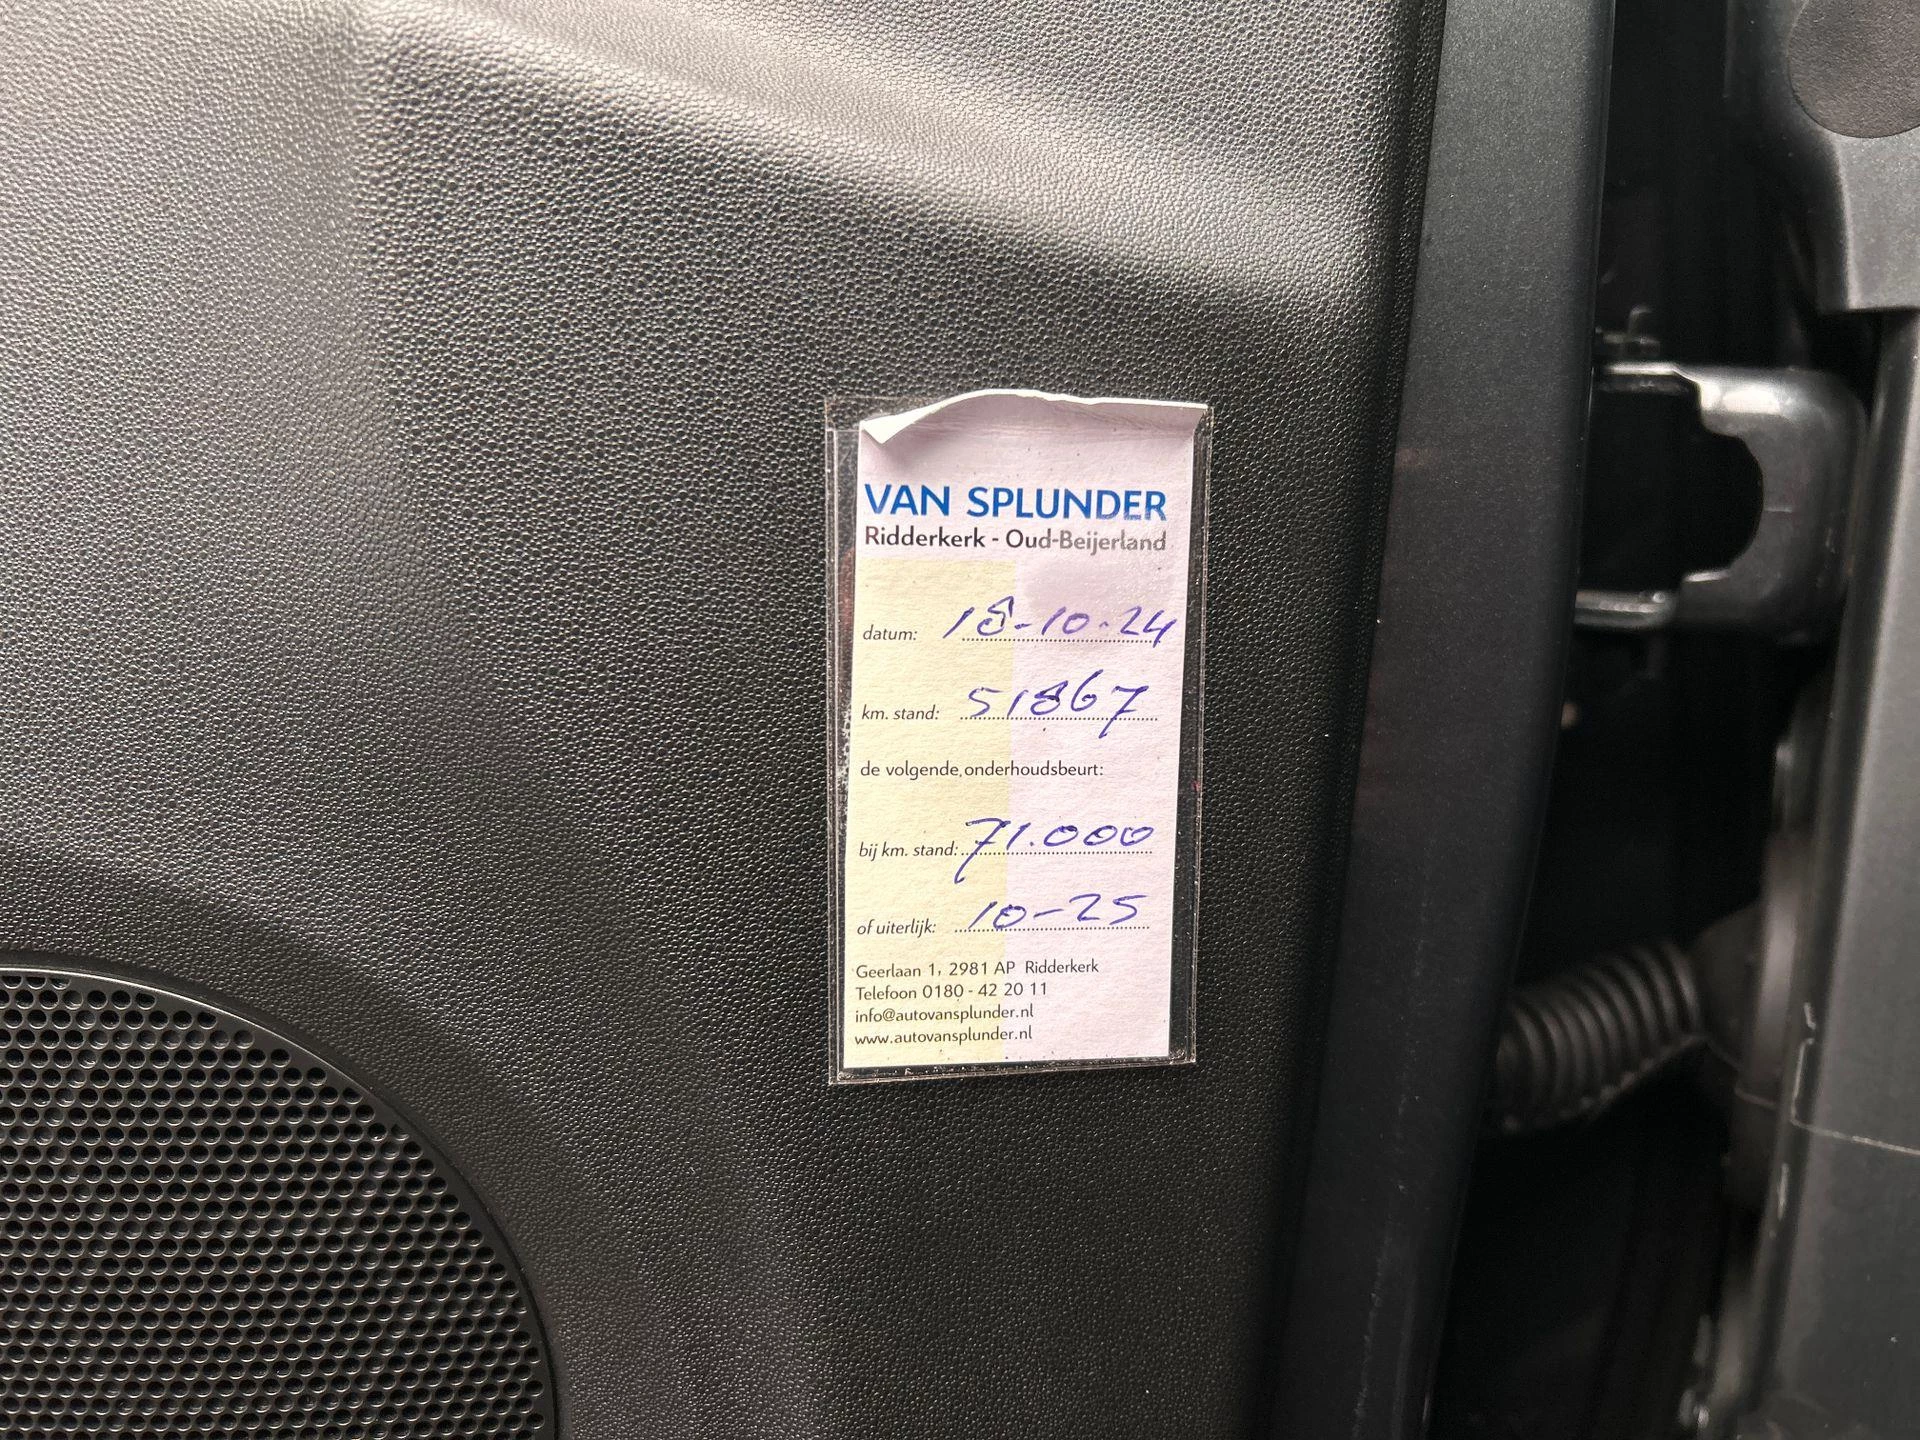 VAN SPLUNDER
Ridderkerk - Oud-Beijerland
datum: 18-10-24
km. stand: 51867
de volgende onderhoudsbeurt:
bij km. stand: 71.000
of uiterlijk: 10-25
Geerlaan 1, 2981 AP Ridderkerk
Telefoon 0180 - 42 20 11
info@autovansplunder.nl
www.autovansplunder.nl